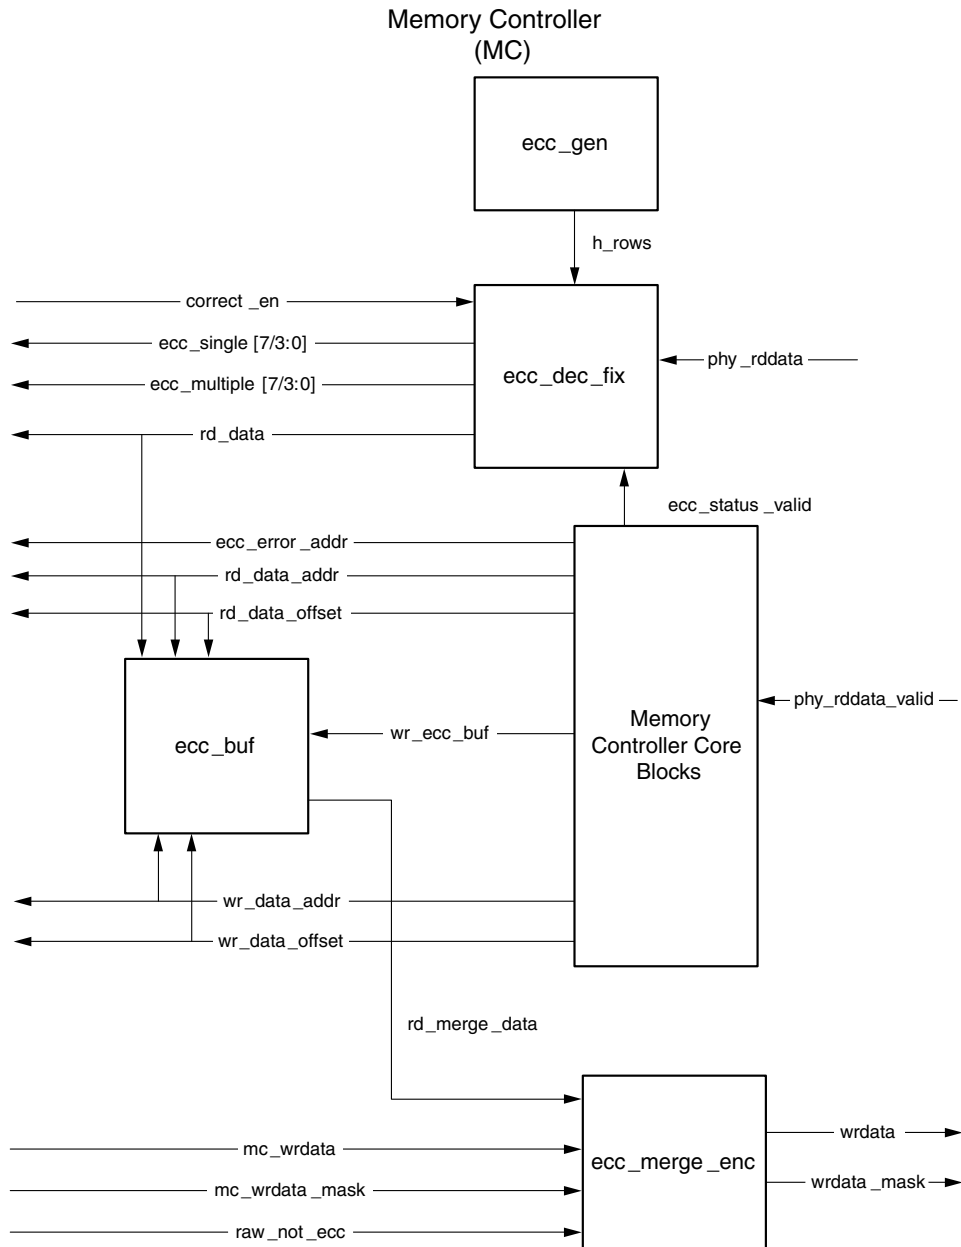 Memory Controller
(MC)
ecc_gen
h_rows
correct_en
ecc_single [7/3:0]
ecc_multiple [7/3:0]
rd_data
ecc_dec_fix
phy_rddata
ecc_status_valid
ecc_error_addr
rd_data_addr
rd_data_offset
phy_rddata_valid
wr_ecc_buf
ecc_buf
Memory
Controller Core
Blocks
wr_data_addr
wr_data_offset
rd_merge_data
mc_wrdata
mc_wrdata_mask
raw_not_ecc
ecc_merge_enc
wrdata
wrdata_mask